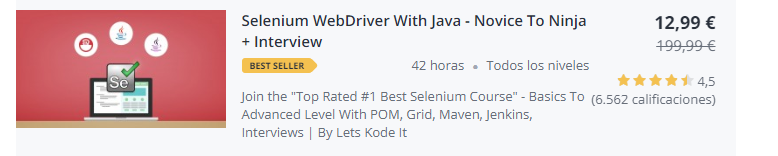 Selenium WebDriver With Java - Novice To Ninja
+ Interview
12,99 €
199,99 €
BEST SELLER
42 horas • Todos los niveles
4,5
(6.562 calificaciones)
Join the "Top Rated #1 Best Selenium Course" - Basics To
Advanced Level With POM, Grid, Maven, Jenkins,
Interviews | By Lets Kode It
Se